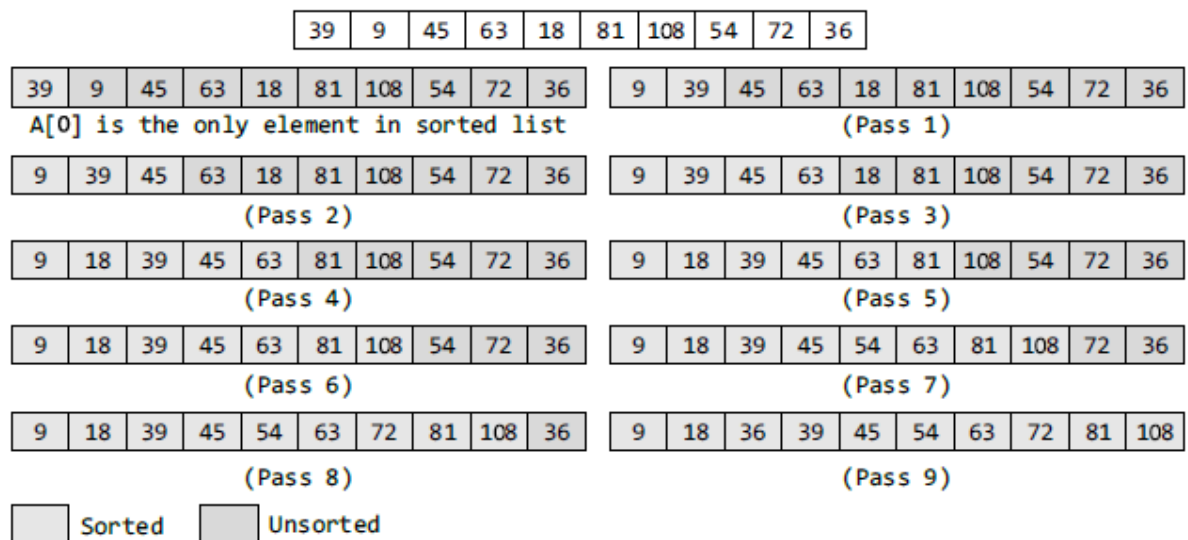 39 9 45 63 18 81 108 54 72 36
39 9 45 63 18 81 108 54 72 36
A[0] is the only element in sorted list
9 39 45 63 18 81 108 54 72 36
(Pass 1)
9 39 45 63 18 81 108 54 72 36
(Pass 2)
9 39 45 63 18 81 108 54 72 36
(Pass 3)
9 18 39 45 63 81 108 54 72 36
(Pass 4)
9 18 39 45 63 81 108 54 72 36
(Pass 5)
9 18 39 45 63 81 108 54 72 36
(Pass 6)
9 18 39 45 54 63 81 108 72 36
(Pass 7)
9 18 39 45 54 63 72 81 108 36
(Pass 8)
9 18 36 39 45 54 63 72 81 108
(Pass 9)
Sorted
Unsorted